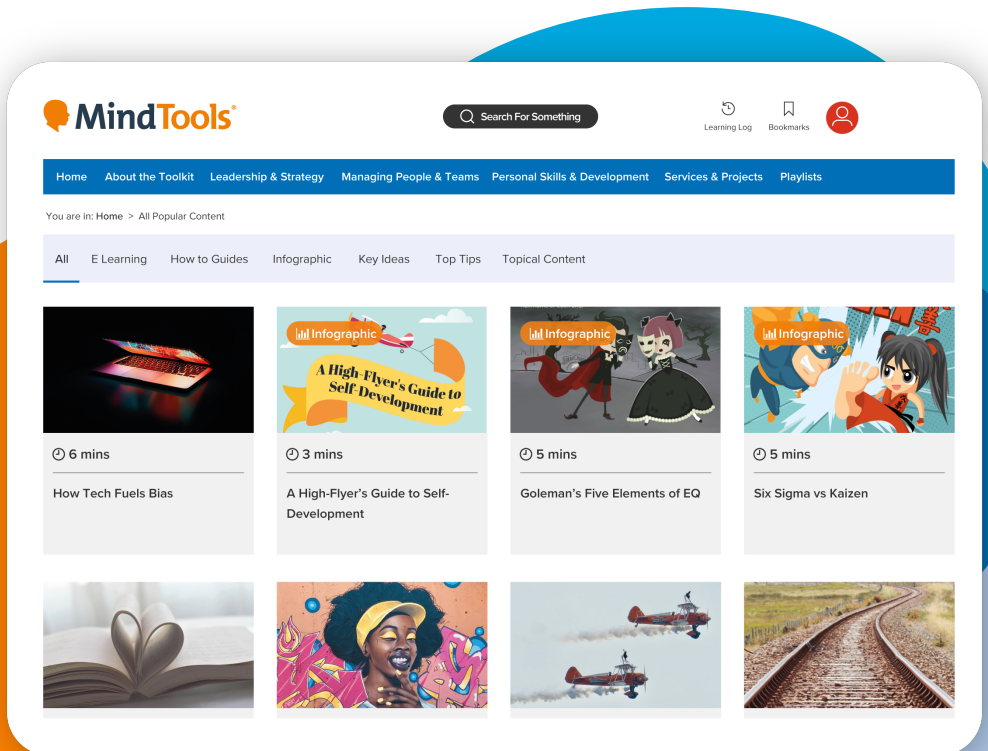 MindTools®
Search For Something
Learning Log
Bookmarks
Home About the Toolkit Leadership & Strategy Managing People & Teams Personal Skills & Development Services & Projects Playlists
You are in: Home > All Popular Content
All E Learning How to Guides Infographic Key Ideas Top Tips Topical Content
Infographic
A High-Flyer's Guide to
Self-Development
Infographic
Infographic
6 mins
3 mins
5 mins
5 mins
How Tech Fuels Bias
A High-Flyer's Guide to Self-
Development
Goleman's Five Elements of EQ
Six Sigma vs Kaizen